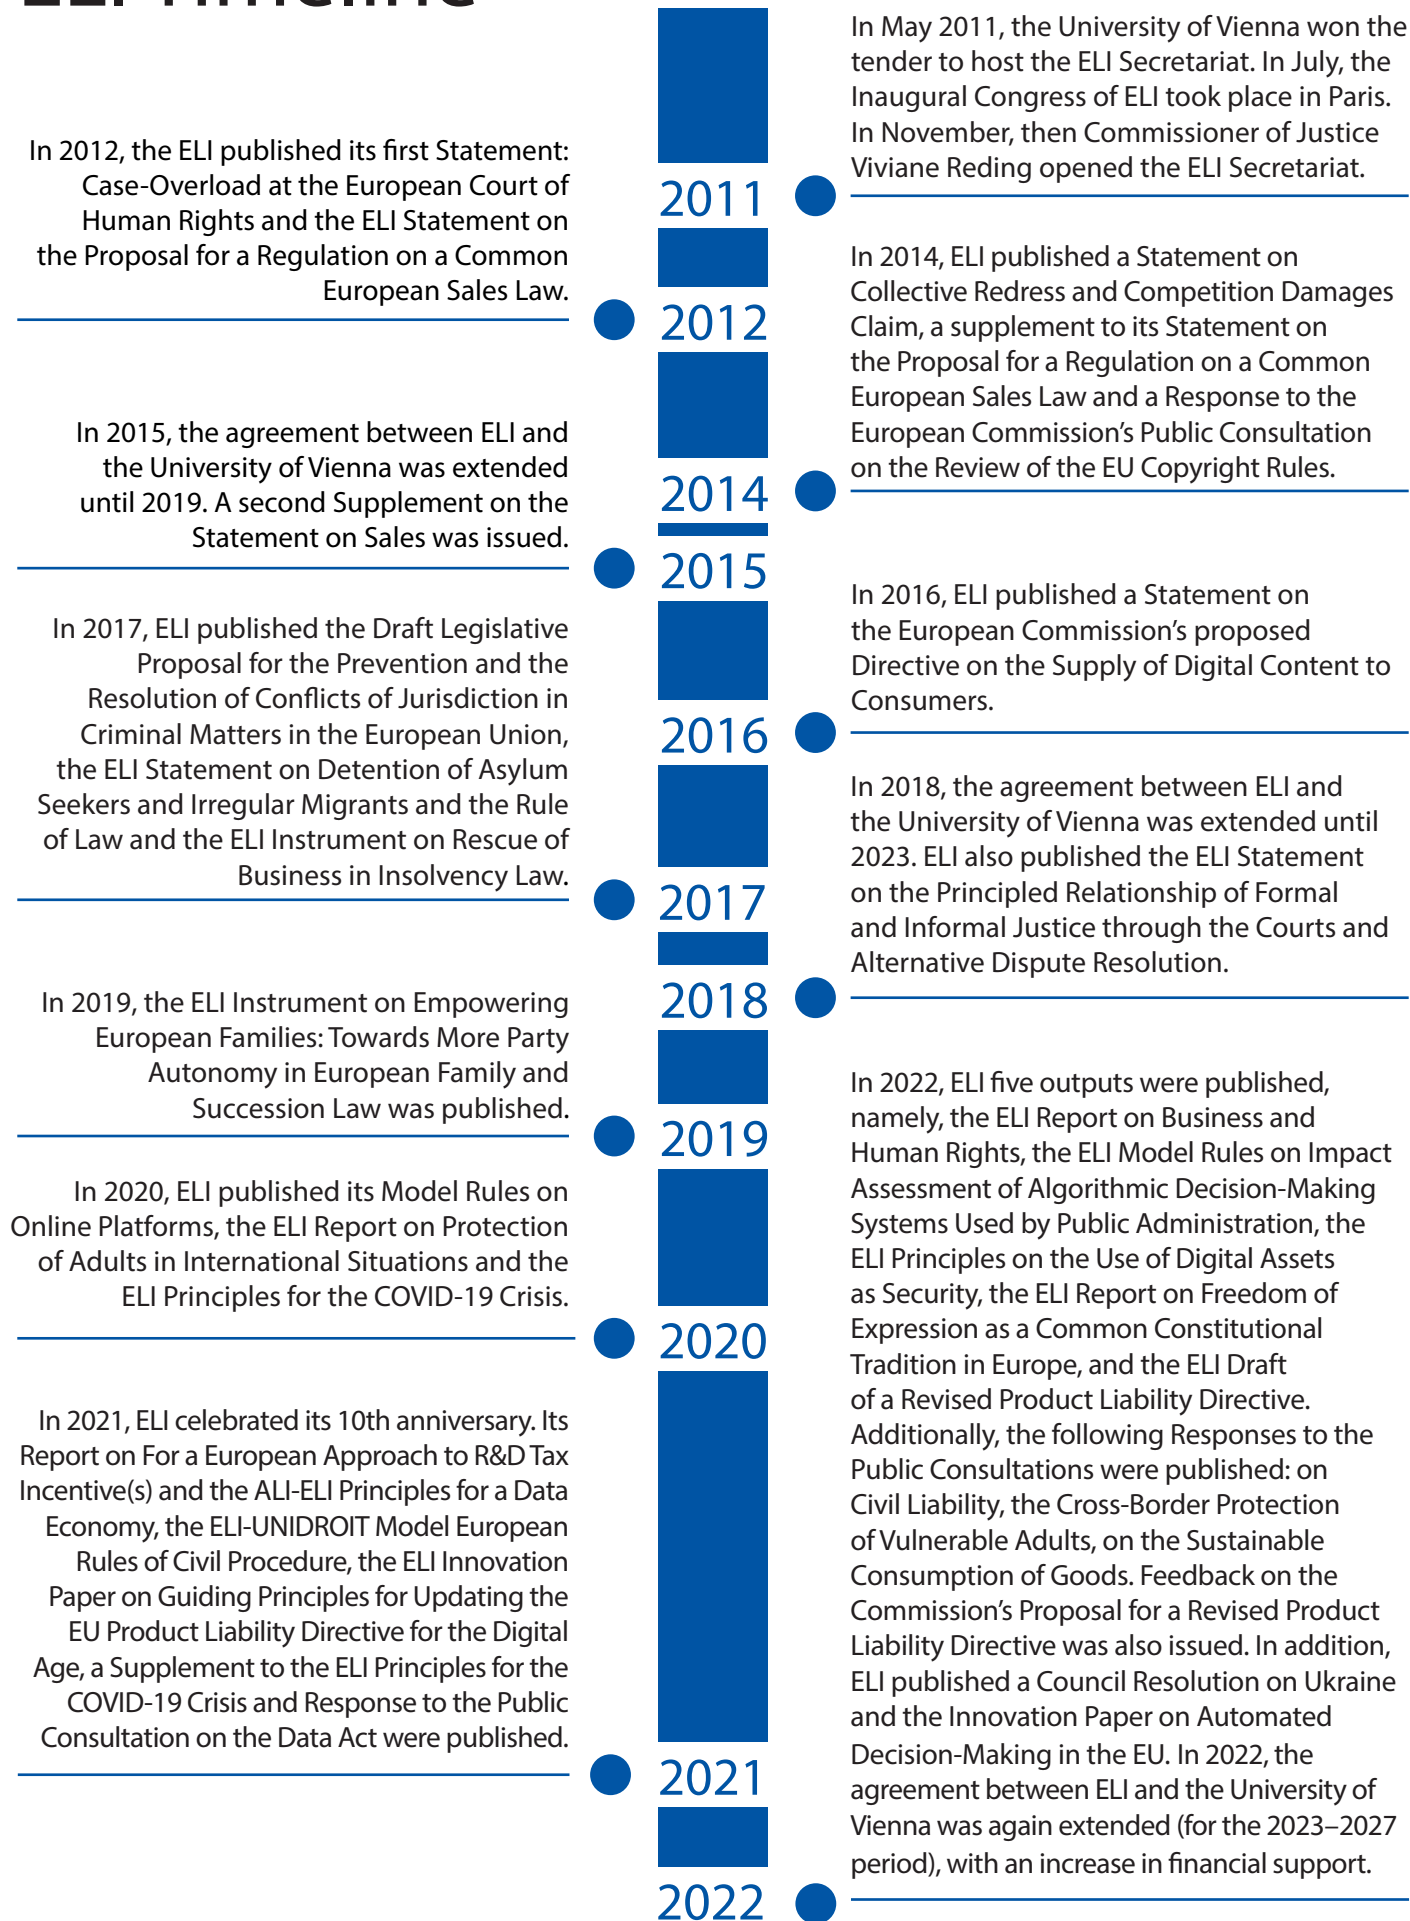 ELI Timeline
In May 2011, the University of Vienna won the
tender to host the ELI Secretariat. In July, the
Inaugural Congress of ELI took place in Paris.
In November, then Commissioner of Justice
Viviane Reding opened the ELI Secretariat.
2011
In 2012, the ELI published its first Statement:
Case-Overload at the European Court of
Human Rights and the ELI Statement on
the Proposal for a Regulation on a Common
European Sales Law.
2012
In 2014, ELI published a Statement on
Collective Redress and Competition Damages
Claim, a supplement to its Statement on
the Proposal for a Regulation on a Common
European Sales Law and a Response to the
European Commission's Public Consultation
on the Review of the EU Copyright Rules.
2014
In 2015, the agreement between ELI and
the University of Vienna was extended
until 2019. A second Supplement on the
Statement on Sales was issued.
2015
In 2016, ELI published a Statement on
the European Commission's proposed
Directive on the Supply of Digital Content to
Consumers.
2016
In 2017, ELI published the Draft Legislative
Proposal for the Prevention and the
Resolution of Conflicts of Jurisdiction in
Criminal Matters in the European Union,
the ELI Statement on Detention of Asylum
Seekers and Irregular Migrants and the Rule
of Law and the ELI Instrument on Rescue of
Business in Insolvency Law.
2017
In 2018, the agreement between ELI and
the University of Vienna was extended until
2023. ELI also published the ELI Statement
on the Principled Relationship of Formal
and Informal Justice through the Courts and
Alternative Dispute Resolution.
2018
In 2019, the ELI Instrument on Empowering
European Families: Towards More Party
Autonomy in European Family and
Succession Law was published.
2019
In 2020, ELI published its Model Rules on
Online Platforms, the ELI Report on Protection
of Adults in International Situations and the
ELI Principles for the COVID-19 Crisis.
2020
In 2021, ELI celebrated its 10th anniversary. Its
Report on For a European Approach to R&D Tax
Incentive(s) and the ALI-ELI Principles for a Data
Economy, the ELI-UNIDROIT Model European
Rules of Civil Procedure, the ELI Innovation
Paper on Guiding Principles for Updating the
EU Product Liability Directive for the Digital
Age, a Supplement to the ELI Principles for the
COVID-19 Crisis and Response to the Public
Consultation on the Data Act were published.
2021
In 2022, ELI five outputs were published,
namely, the ELI Report on Business and
Human Rights, the ELI Model Rules on Impact
Assessment of Algorithmic Decision-Making
Systems Used by Public Administration, the
ELI Principles on the Use of Digital Assets
as Security, the ELI Report on Freedom of
Expression as a Common Constitutional
Tradition in Europe, and the ELI Draft
of a Revised Product Liability Directive.
Additionally, the following Responses to the
Public Consultations were published: on
Civil Liability, the Cross-Border Protection
of Vulnerable Adults, on the Sustainable
Consumption of Goods. Feedback on the
Commission's Proposal for a Revised Product
Liability Directive was also issued. In addition,
ELI published a Council Resolution on Ukraine
and the Innovation Paper on Automated
Decision-Making in the EU. In 2022, the
agreement between ELI and the University of
Vienna was again extended (for the 2023–2027
period), with an increase in financial support.
2022